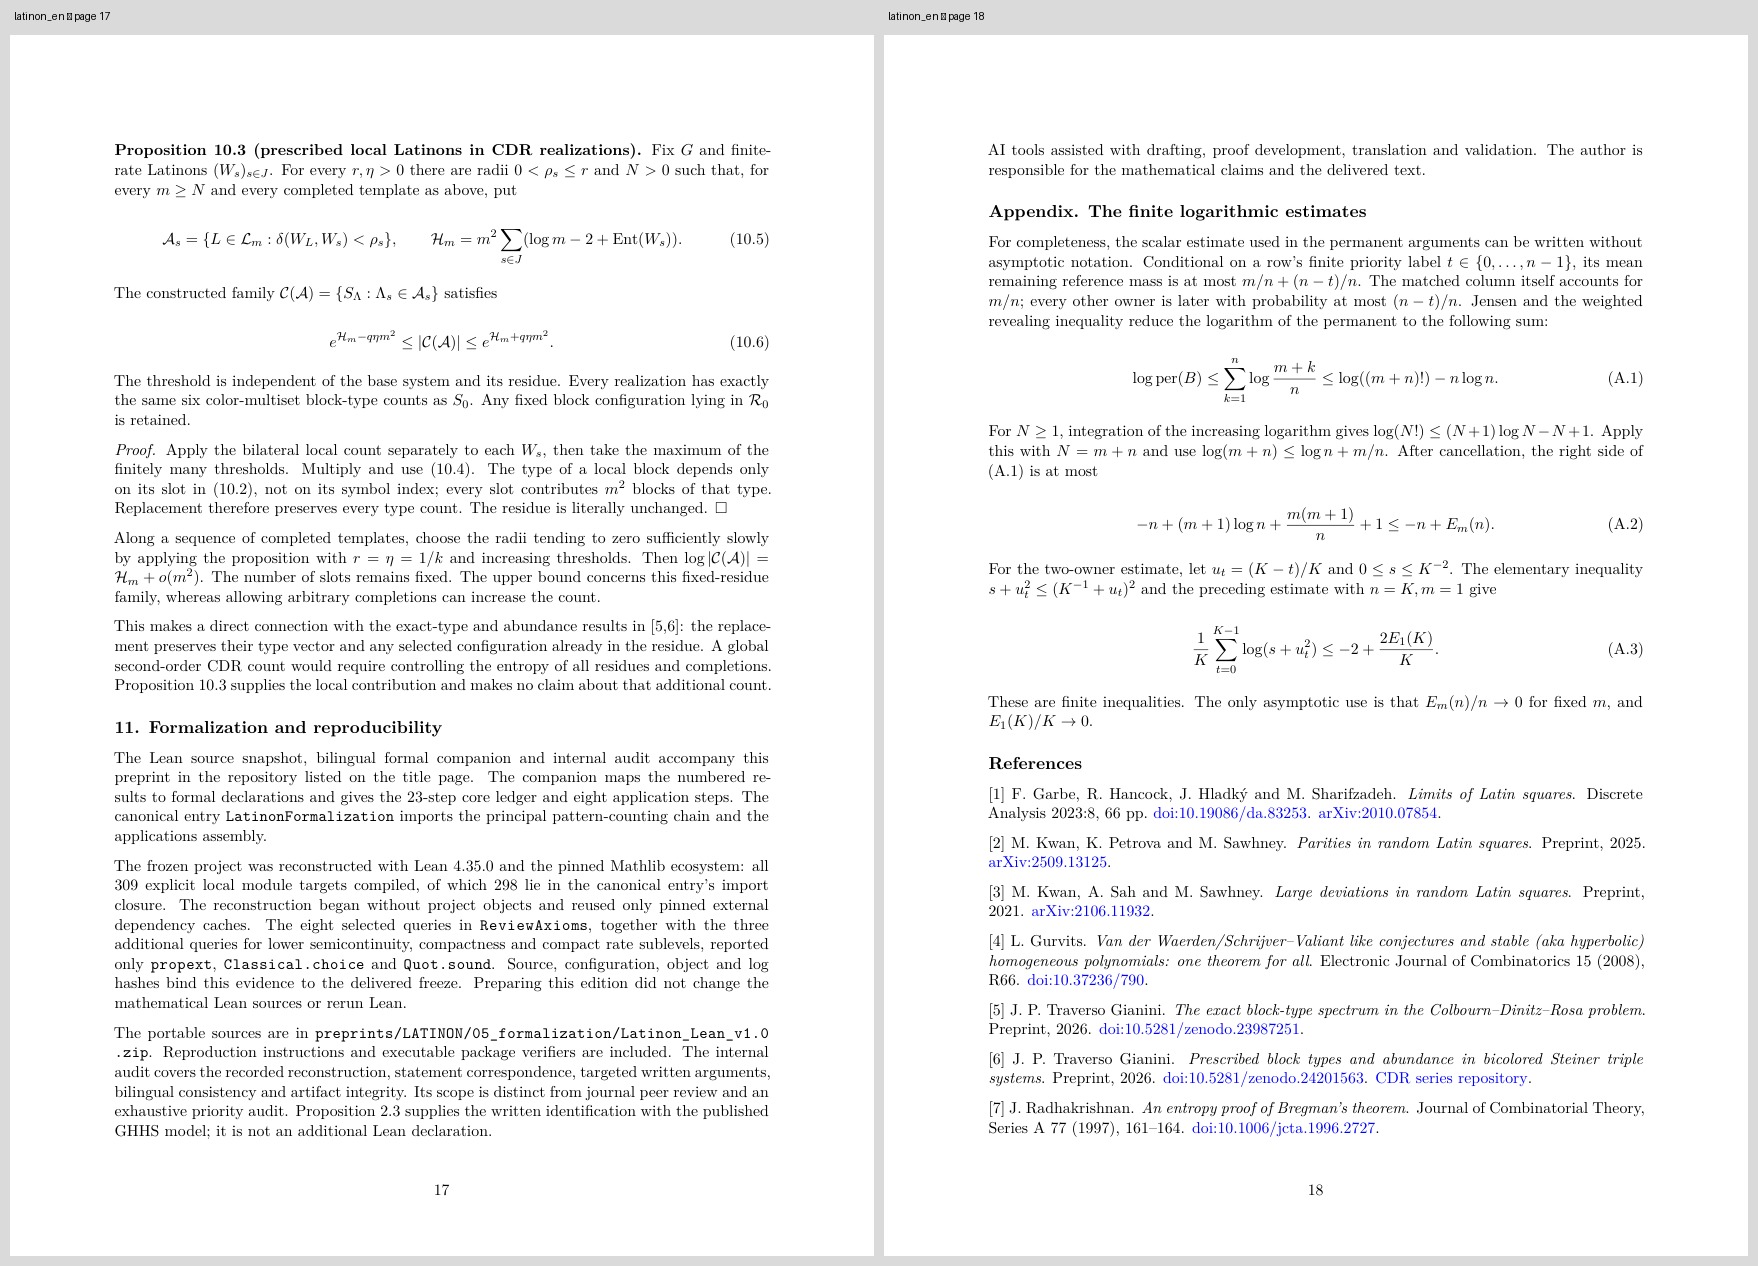 latinon_en page 17
Proposition 10.3 (prescribed local Latinons in CDR realizations). Fix G and finite-
rate Latinons (W_s)_{s∈J}. For every r, η > 0 there are radii 0 < ρ_s ≤ r and N > 0 such that, for
every m ≥ N and every completed template as above, put
𝒜_s = {L ∈ ℒ_m : δ(W_L, W_s) < ρ_s}, ℋ_m = m² ∑_{s∈J} (log m − 2 + Ent(W_s)). (10.5)
The constructed family 𝒞(𝒜) = {S_Λ : Λ_s ∈ 𝒜_s} satisfies
e^{ℋ_m−qηm²} ≤ |𝒞(𝒜)| ≤ e^{ℋ_m+qηm²}. (10.6)
The threshold is independent of the base system and its residue. Every realization has exactly
the same six color-multiset block-type counts as S_0. Any fixed block configuration lying in ℛ_0
is retained.
Proof. Apply the bilateral local count separately to each W_s, then take the maximum of the
finitely many thresholds. Multiply and use (10.4). The type of a local block depends only
on its slot in (10.2), not on its symbol index; every slot contributes m² blocks of that type.
Replacement therefore preserves every type count. The residue is literally unchanged. □
Along a sequence of completed templates, choose the radii tending to zero sufficiently slowly
by applying the proposition with r = η = 1/k and increasing thresholds. Then log |𝒞(𝒜)| =
ℋ_m + o(m²). The number of slots remains fixed. The upper bound concerns this fixed-residue
family, whereas allowing arbitrary completions can increase the count.
This makes a direct connection with the exact-type and abundance results in [5,6]: the replace-
ment preserves their type vector and any selected configuration already in the residue. A global
second-order CDR count would require controlling the entropy of all residues and completions.
Proposition 10.3 supplies the local contribution and makes no claim about that additional count.
11. Formalization and reproducibility
The Lean source snapshot, bilingual formal companion and internal audit accompany this
preprint in the repository listed on the title page. The companion maps the numbered re-
sults to formal declarations and gives the 23-step core ledger and eight application steps. The
canonical entry LatinonFormalization imports the principal pattern-counting chain and the
applications assembly.
The frozen project was reconstructed with Lean 4.35.0 and the pinned Mathlib ecosystem: all
309 explicit local module targets compiled, of which 298 lie in the canonical entry's import
closure. The reconstruction began without project objects and reused only pinned external
dependency caches. The eight selected queries in ReviewAxioms, together with the three
additional queries for lower semicontinuity, compactness and compact rate sublevels, reported
only propext, Classical.choice and Quot.sound. Source, configuration, object and log
hashes bind this evidence to the delivered freeze. Preparing this edition did not change the
mathematical Lean sources or rerun Lean.
The portable sources are in preprints/LATINON/05_formalization/Latinon_Lean_v1.0
.zip. Reproduction instructions and executable package verifiers are included. The internal
audit covers the recorded reconstruction, statement correspondence, targeted written arguments,
bilingual consistency and artifact integrity. Its scope is distinct from journal peer review and an
exhaustive priority audit. Proposition 2.3 supplies the written identification with the published
GHHS model; it is not an additional Lean declaration.
17
latinon_en page 18
AI tools assisted with drafting, proof development, translation and validation. The author is
responsible for the mathematical claims and the delivered text.
Appendix. The finite logarithmic estimates
For completeness, the scalar estimate used in the permanent arguments can be written without
asymptotic notation. Conditional on a row's finite priority label t ∈ {0, . . . , n − 1}, its mean
remaining reference mass is at most m/n + (n − t)/n. The matched column itself accounts for
m/n; every other owner is later with probability at most (n − t)/n. Jensen and the weighted
revealing inequality reduce the logarithm of the permanent to the following sum:
log per(B) ≤ ∑_{k=1}^{n} log (m + k)/n ≤ log((m + n)!) − n log n. (A.1)
For N ≥ 1, integration of the increasing logarithm gives log(N!) ≤ (N+1) log N − N + 1. Apply
this with N = m + n and use log(m + n) ≤ log n + m/n. After cancellation, the right side of
(A.1) is at most
−n + (m + 1) log n + m(m + 1)/n + 1 ≤ −n + E_m(n). (A.2)
For the two-owner estimate, let u_t = (K − t)/K and 0 ≤ s ≤ K^{−2}. The elementary inequality
s + u_t² ≤ (K^{−1} + u_t)² and the preceding estimate with n = K, m = 1 give
1/K ∑_{t=0}^{K−1} log(s + u_t²) ≤ −2 + 2E_1(K)/K. (A.3)
These are finite inequalities. The only asymptotic use is that E_m(n)/n → 0 for fixed m, and
E_1(K)/K → 0.
References
[1] F. Garbe, R. Hancock, J. Hladký and M. Sharifzadeh. Limits of Latin squares. Discrete
Analysis 2023:8, 66 pp. doi:10.19086/da.83253. arXiv:2010.07854.
[2] M. Kwan, K. Petrova and M. Sawhney. Parities in random Latin squares. Preprint, 2025.
arXiv:2509.13125.
[3] M. Kwan, A. Sah and M. Sawhney. Large deviations in random Latin squares. Preprint,
2021. arXiv:2106.11932.
[4] L. Gurvits. Van der Waerden/Schrijver–Valiant like conjectures and stable (aka hyperbolic)
homogeneous polynomials: one theorem for all. Electronic Journal of Combinatorics 15 (2008),
R66. doi:10.37236/790.
[5] J. P. Traverso Gianini. The exact block-type spectrum in the Colbourn–Dinitz–Rosa problem.
Preprint, 2026. doi:10.5281/zenodo.23987251.
[6] J. P. Traverso Gianini. Prescribed block types and abundance in bicolored Steiner triple
systems. Preprint, 2026. doi:10.5281/zenodo.24201563. CDR series repository.
[7] J. Radhakrishnan. An entropy proof of Bregman's theorem. Journal of Combinatorial Theory,
Series A 77 (1997), 161–164. doi:10.1006/jcta.1996.2727.
18